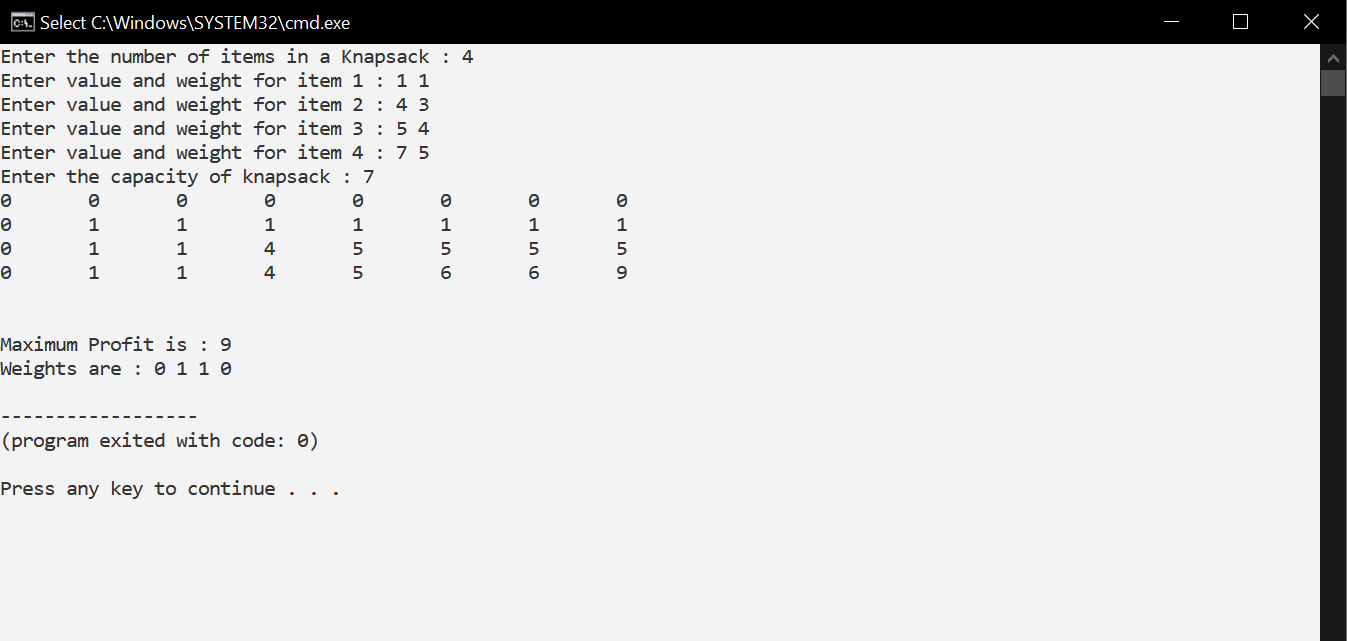 Select C:\Windows\SYSTEM32\cmd.exe
Enter the number of items in a Knapsack : 4
Enter value and weight for item 1 : 1 1
Enter value and weight for item 2 : 4 3
Enter value and weight for item 3 : 5 4
Enter value and weight for item 4 : 7 5
Enter the capacity of knapsack : 7
0 0 0 0 0 0 0 0
0 1 1 1 1 1 1 1
0 1 1 4 5 5 5 5
0 1 1 4 5 6 6 9
Maximum Profit is : 9
Weights are : 0 1 1 0
------------------
(program exited with code: 0)
Press any key to continue . . .